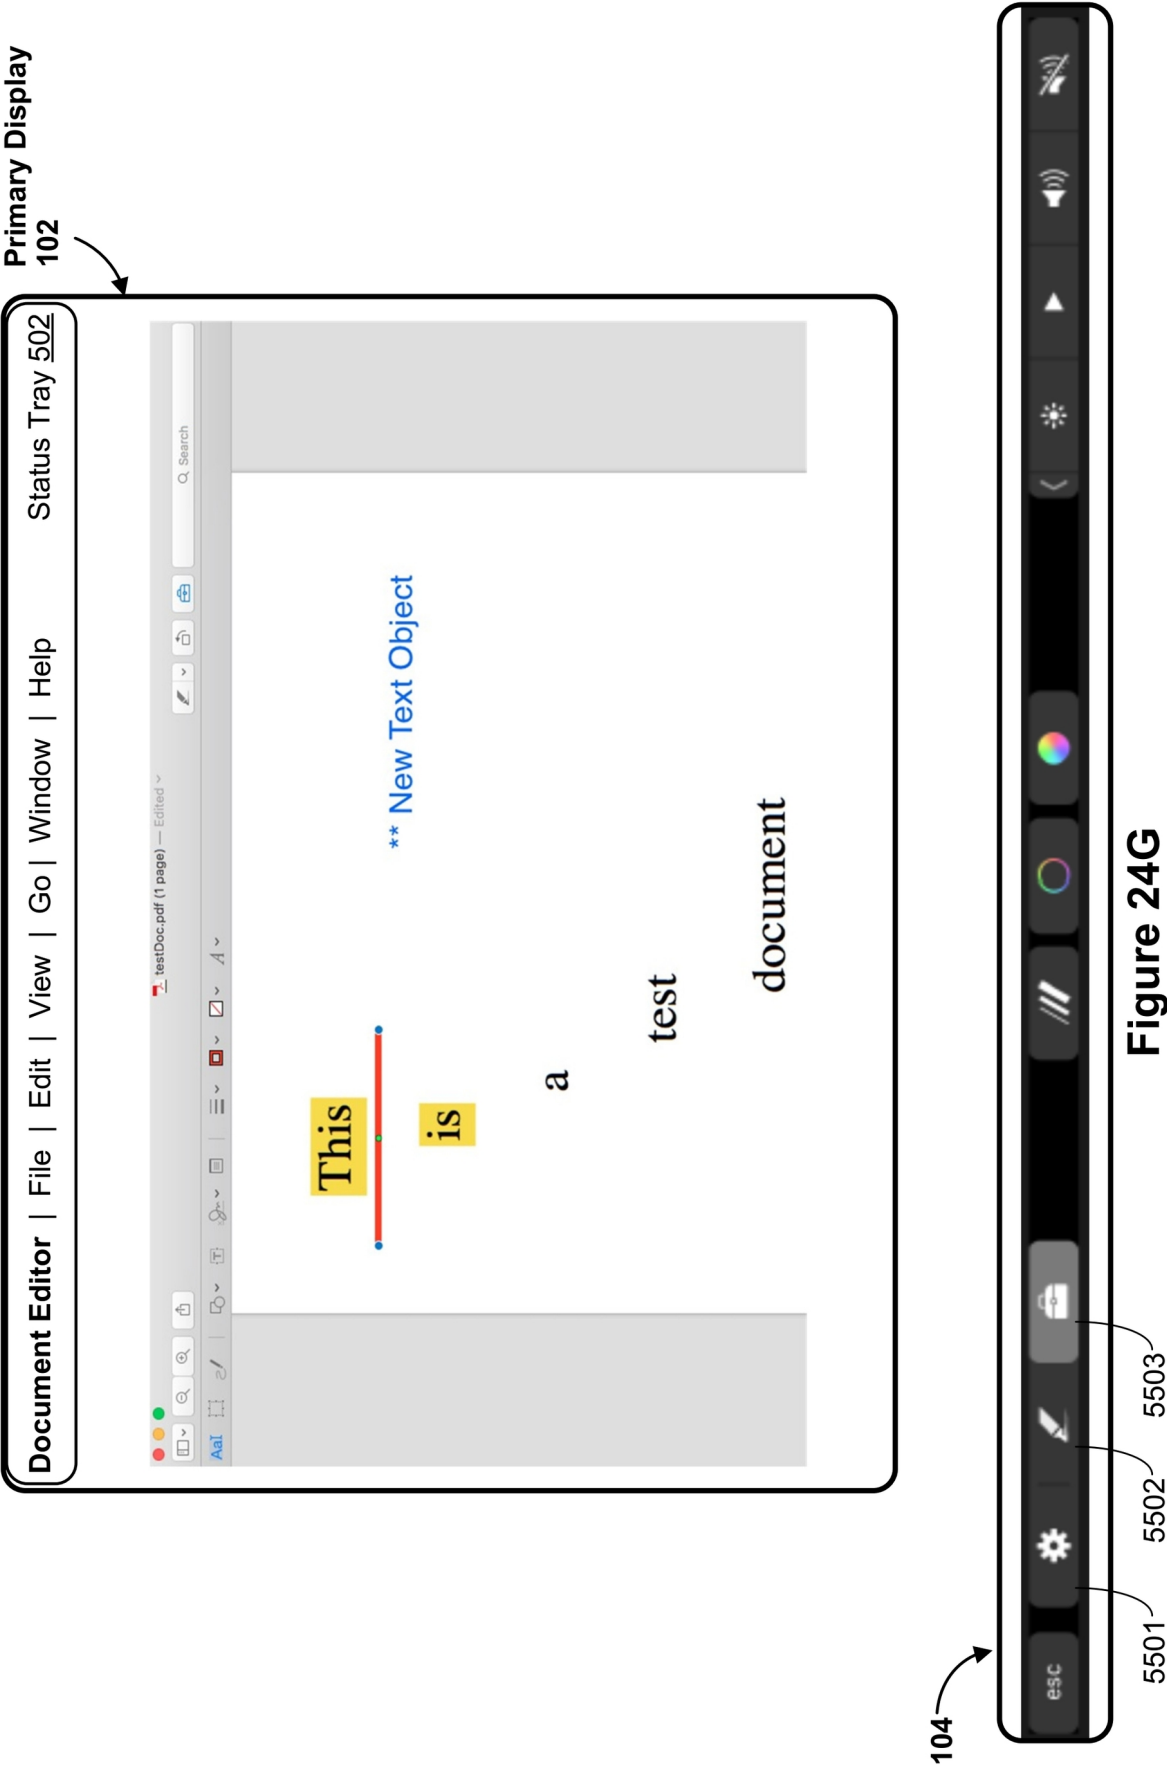 Primary Display
102
Document Editor | File | Edit | View | Go | Window | Help
Status Tray 502
testDoc.pdf (1 page) — Edited
Search
AaI
T
A
This
** New Text Object
is
a
test
document
104
esc
5501
5502
5503
Figure 24G